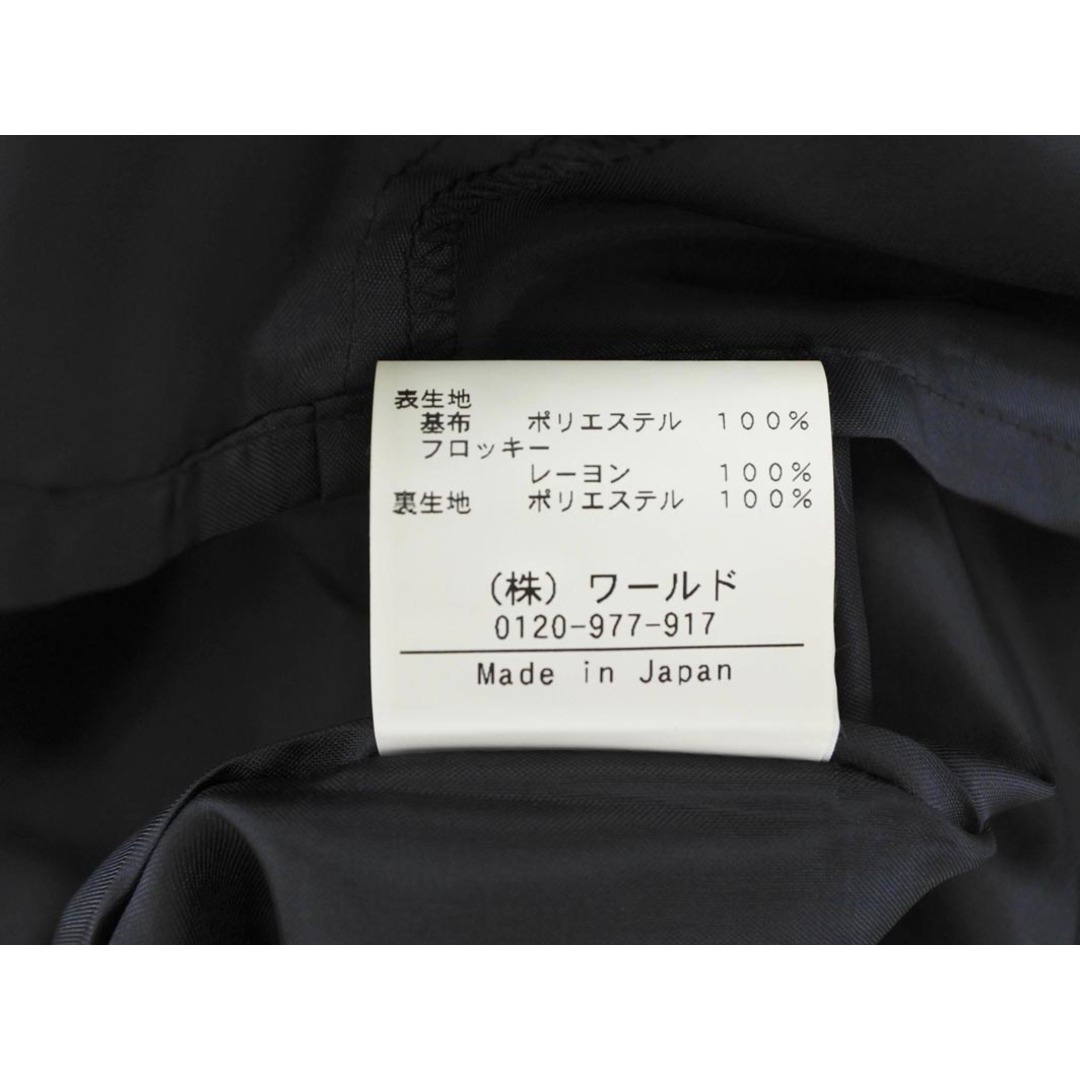 表生地
基布 ポリエステル 100%
フロッキー
レーヨン 100%
裏生地 ポリエステル 100%
(株) ワールド
0120-977-917
Made in Japan